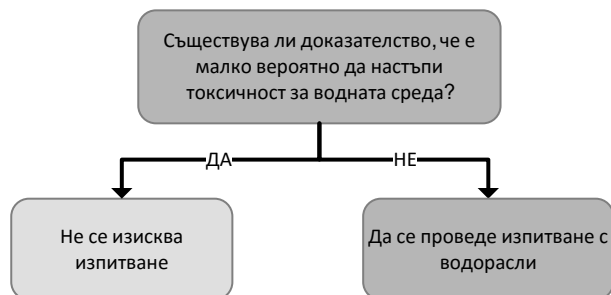 Съществува ли доказателство, че е
малко вероятно да настъпи
токсичност за водната среда?
ДА
НЕ
Не се изисква
изпитване
Да се проведе изпитване с
водорасли